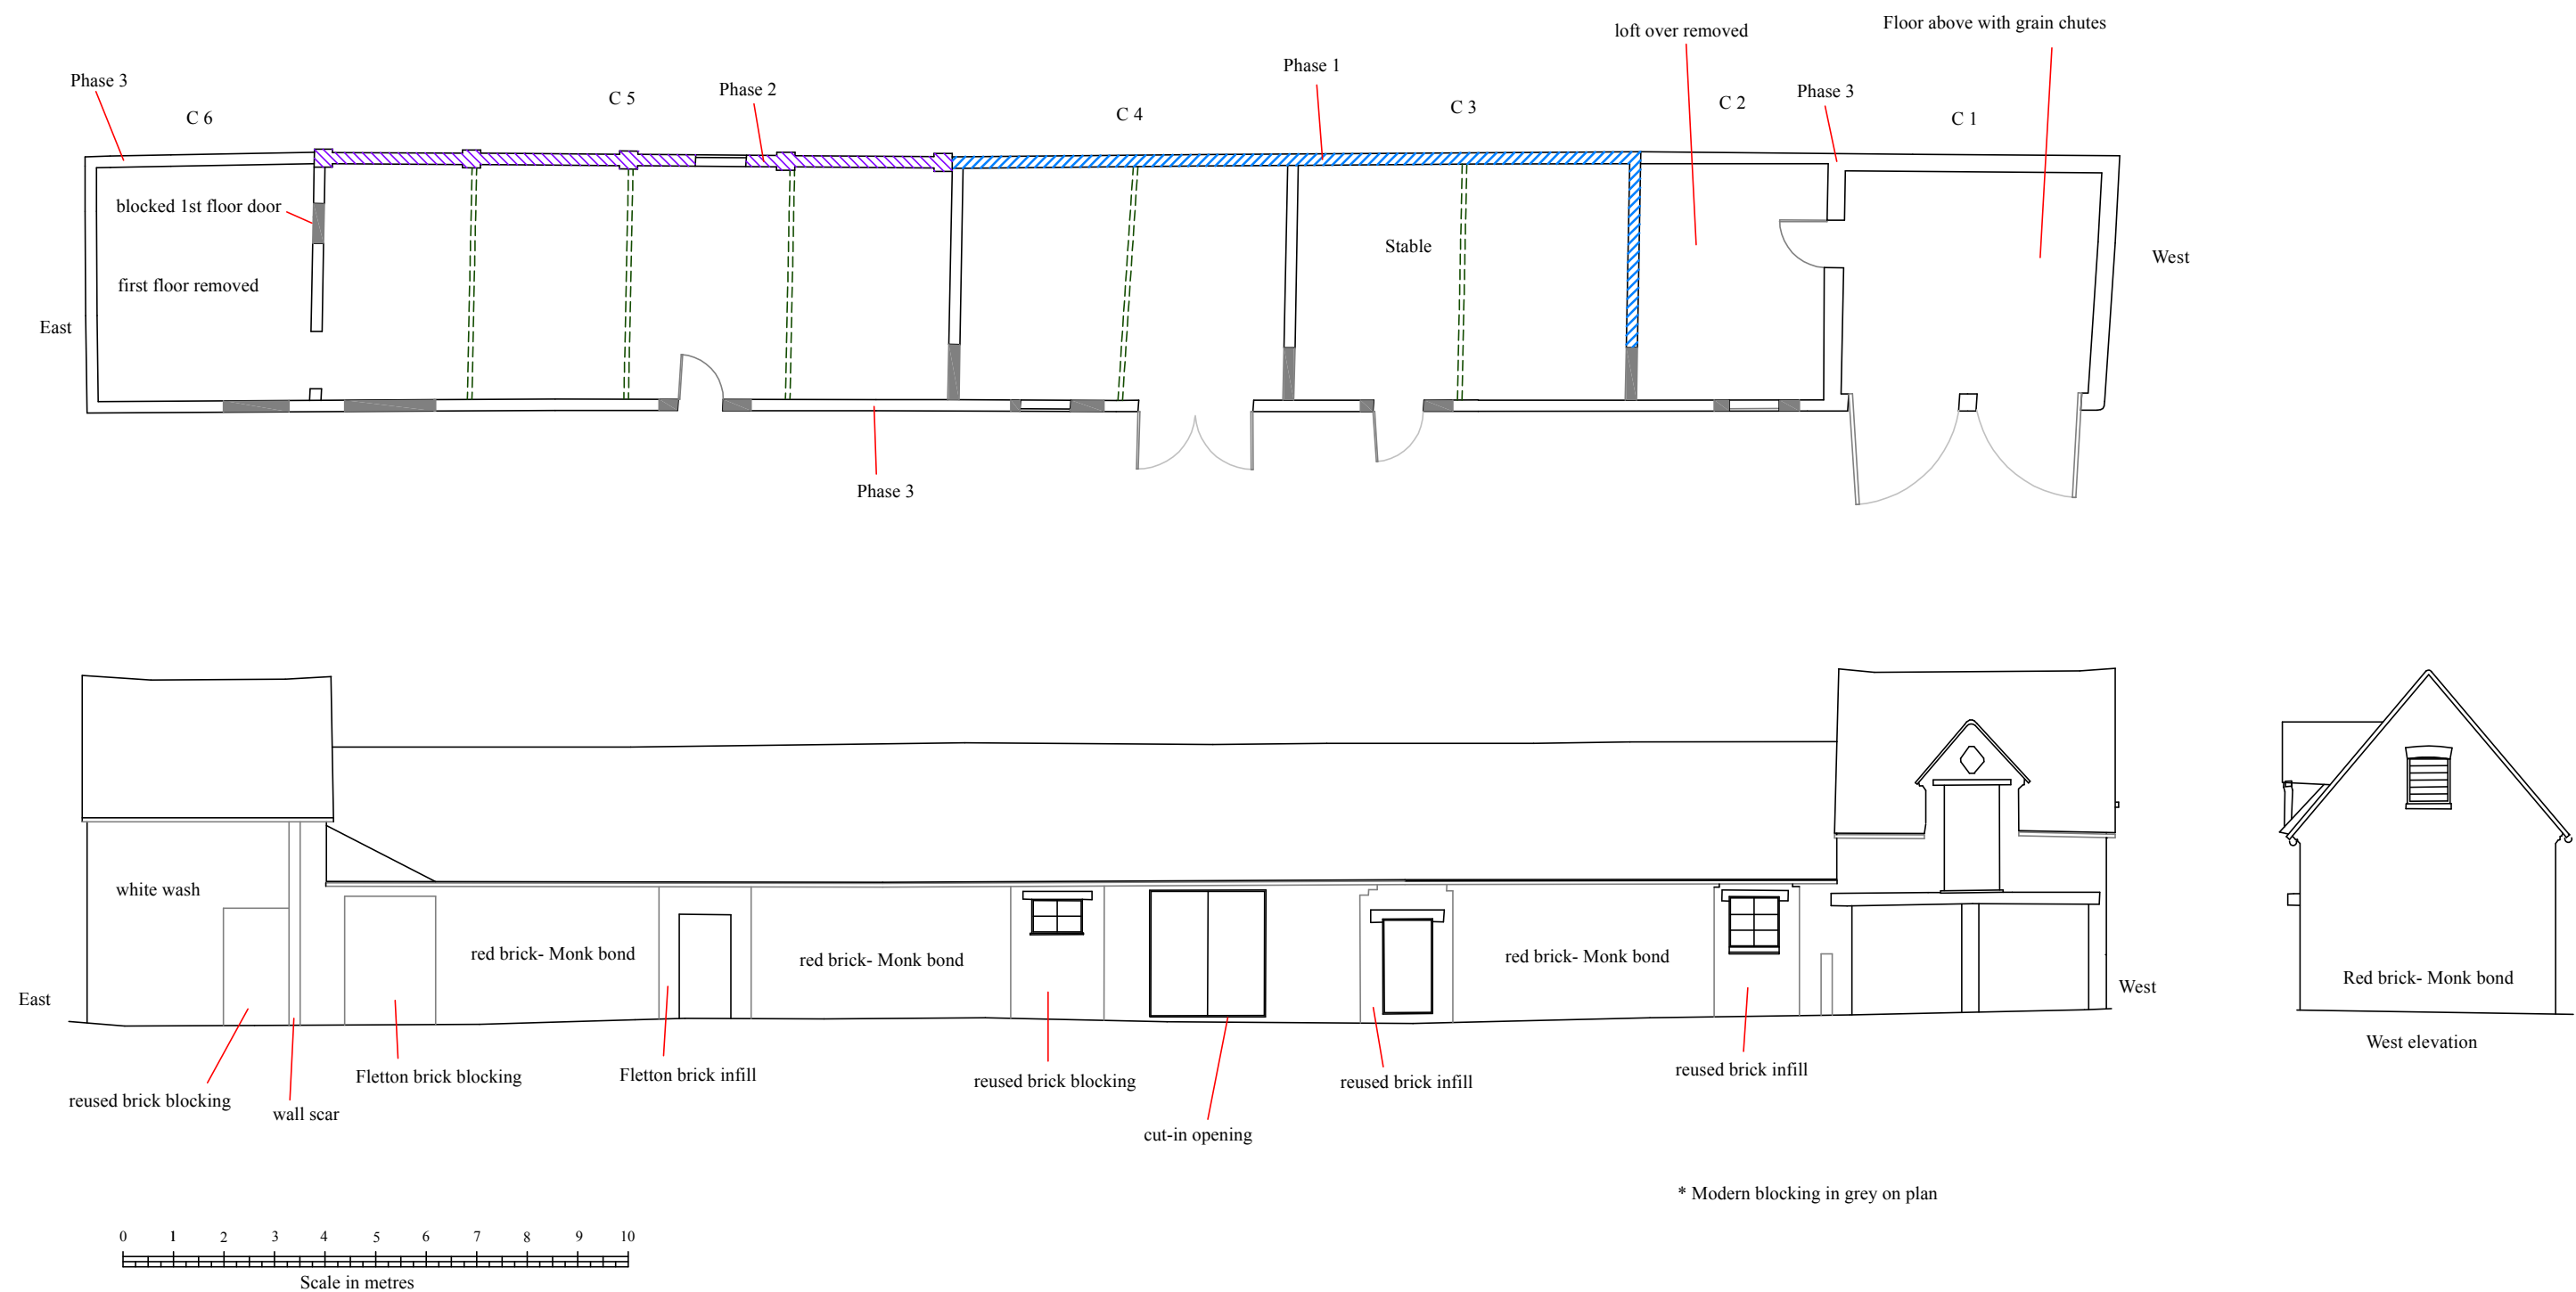 Floor above with grain chutes
loft over removed
Phase 1
Phase 3
Phase 2
Phase 3
C 6
C 5
C 4
C 3
C 2
C 1
blocked 1st floor door
Stable
first floor removed
East
West
Phase 3
white wash
red brick- Monk bond
red brick- Monk bond
red brick- Monk bond
Red brick- Monk bond
East
West
West elevation
reused brick blocking
wall scar
Fletton brick blocking
Fletton brick infill
reused brick blocking
cut-in opening
reused brick infill
reused brick infill
* Modern blocking in grey on plan
0 1 2 3 4 5 6 7 8 9 10
Scale in metres